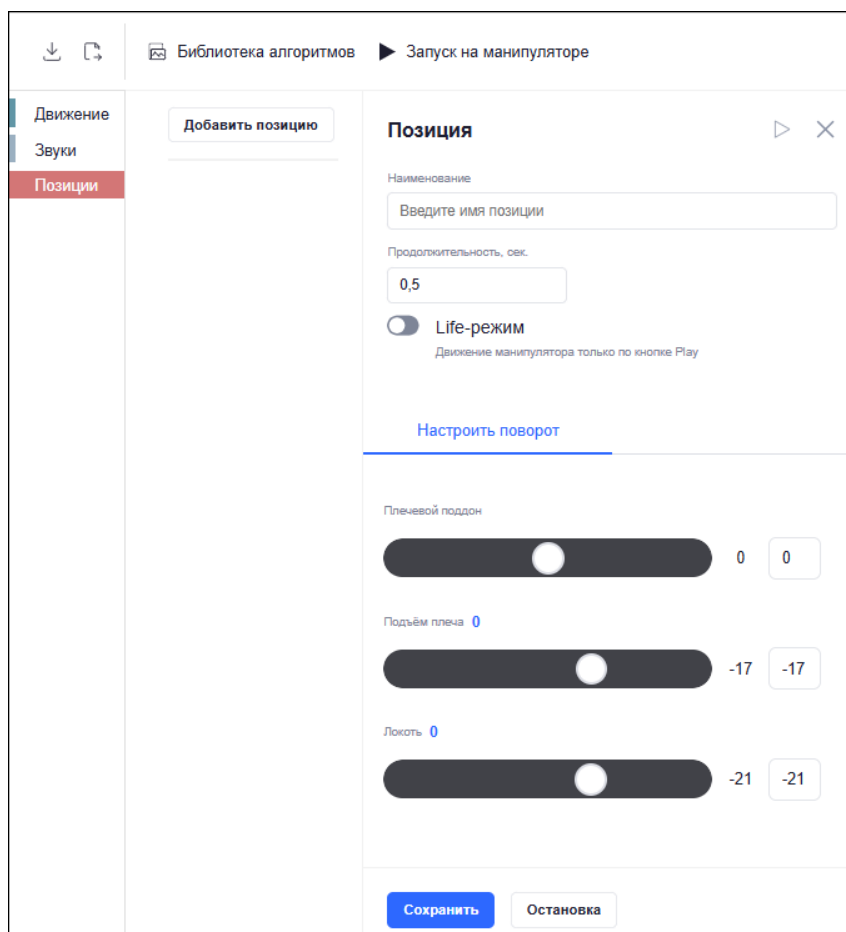 Библиотека алгоритмов
Запуск на манипуляторе
Движение
Звуки
Позиции
Добавить позицию
Позиция
Наименование
Введите имя позиции
Продолжительность, сек.
0,5
Life-режим
Движение манипулятора только по кнопке Play
Настроить поворот
Плечевой поддон
0 0
Подъём плеча 0
-17 -17
Локоть 0
-21 -21
Сохранить
Остановка